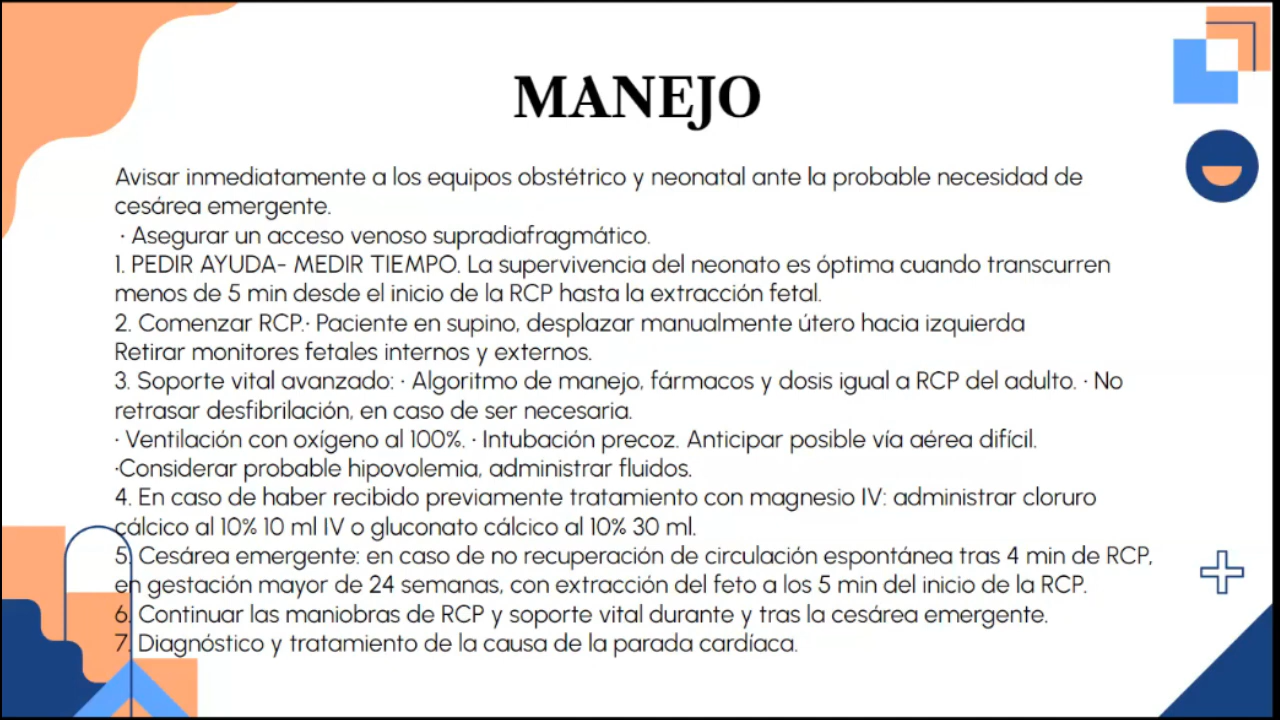 MANEJO
Avisar inmediatamente a los equipos obstétrico y neonatal ante la probable necesidad de
cesárea emergente.
· Asegurar un acceso venoso supradiafragmático.
1. PEDIR AYUDA- MEDIR TIEMPO. La supervivencia del neonato es óptima cuando transcurren
menos de 5 min desde el inicio de la RCP hasta la extracción fetal.
2. Comenzar RCP.· Paciente en supino, desplazar manualmente útero hacia izquierda
Retirar monitores fetales internos y externos.
3. Soporte vital avanzado: · Algoritmo de manejo, fármacos y dosis igual a RCP del adulto. · No
retrasar desfibrilación, en caso de ser necesaria.
· Ventilación con oxígeno al 100%. · Intubación precoz. Anticipar posible vía aérea difícil.
·Considerar probable hipovolemia, administrar fluidos.
4. En caso de haber recibido previamente tratamiento con magnesio IV: administrar cloruro
cálcico al 10% 10 ml IV o gluconato cálcico al 10% 30 ml.
5. Cesárea emergente: en caso de no recuperación de circulación espontánea tras 4 min de RCP,
en gestación mayor de 24 semanas, con extracción del feto a los 5 min del inicio de la RCP.
6. Continuar las maniobras de RCP y soporte vital durante y tras la cesárea emergente.
7. Diagnóstico y tratamiento de la causa de la parada cardíaca.